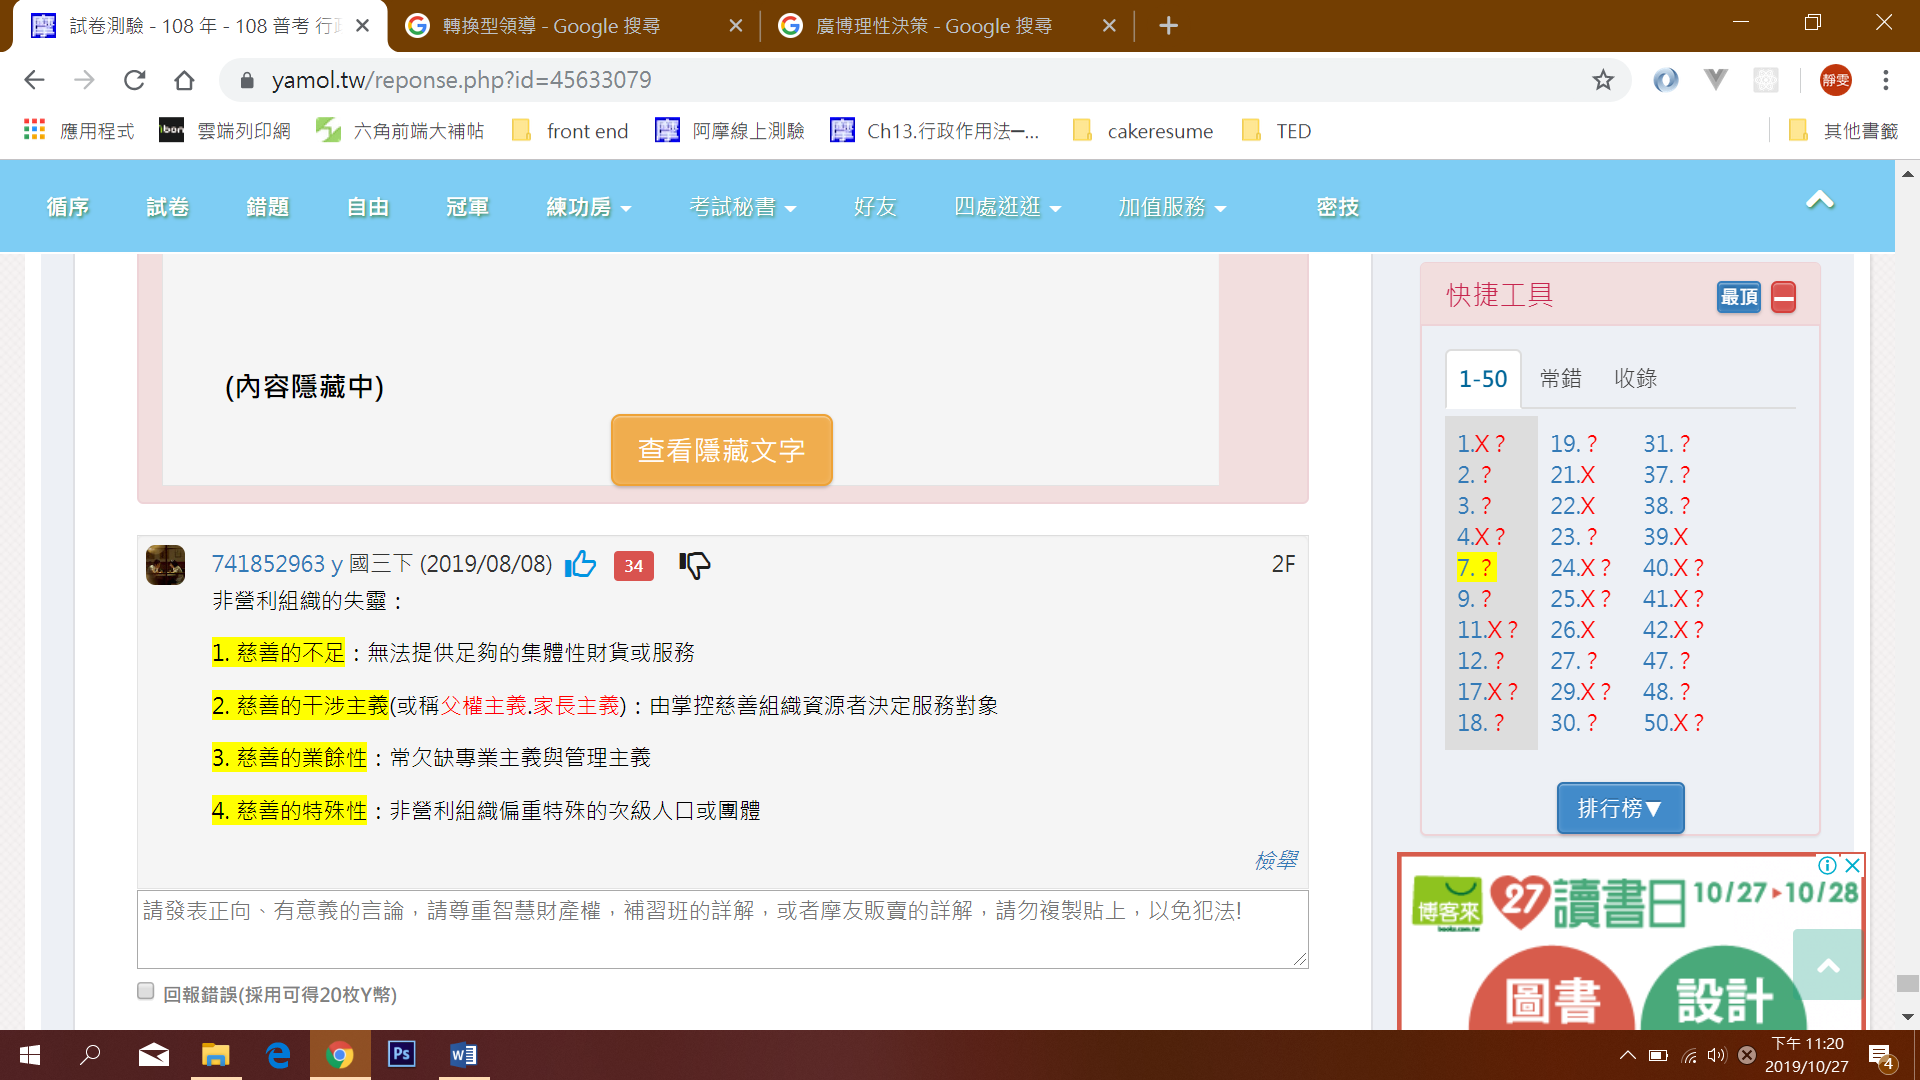 試卷測驗 - 108 年 - 108 普考 行
轉換型領導 - Google 搜尋
廣博理性決策 - Google 搜尋
yamol.tw/reponse.php?id=45633079
靜雯
應用程式
ibon
雲端列印網
六角前端大補帖
front end
摩
阿摩線上測驗
摩
Ch13.行政作用法─...
cakeresume
TED
其他書籤
循序
試卷
錯題
自由
冠軍
練功房
考試秘書
好友
四處逛逛
加值服務
密技
(內容隱藏中)
查看隱藏文字
741852963 y 國三下 (2019/08/08)
34
2F
非營利組織的失靈：
1. 慈善的不足：無法提供足夠的集體性財貨或服務
2. 慈善的干涉主義(或稱父權主義.家長主義)：由掌控慈善組織資源者決定服務對象
3. 慈善的業餘性：常欠缺專業主義與管理主義
4. 慈善的特殊性：非營利組織偏重特殊的次級人口或團體
檢舉
請發表正向、有意義的言論，請尊重智慧財產權，補習班的詳解，或者摩友販賣的詳解，請勿複製貼上，以免犯法!
回報錯誤(採用可得20枚Y幣)
快捷工具
最頂
1-50
常錯
收錄
1.X ? 19. ? 31. ?
2. ? 21.X 37. ?
3. ? 22.X 38. ?
4.X ? 23. ? 39.X
7. ? 24.X ? 40.X ?
9. ? 25.X ? 41.X ?
11.X ? 26.X 42.X ?
12. ? 27. ? 47. ?
17.X ? 29.X ? 48. ?
18. ? 30. ? 50.X ?
排行榜▼
博客來
books.com.tw
27 讀書日 10/27▸10/28
圖書
設計
Ps
下午 11:20
2019/10/27
4